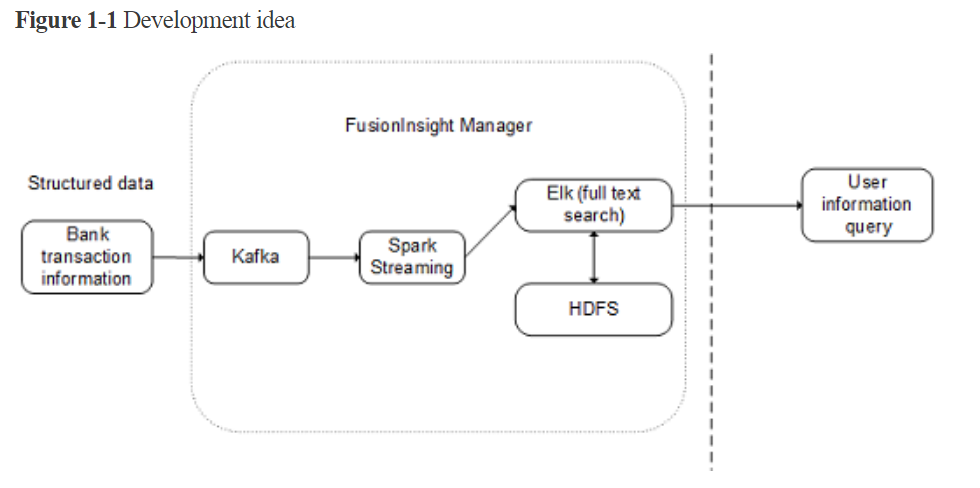 Figure 1-1 Development idea
FusionInsight Manager
Structured data
Bank
transaction
information
Kafka
Spark
Streaming
Elk (full text
search)
HDFS
User
information
query